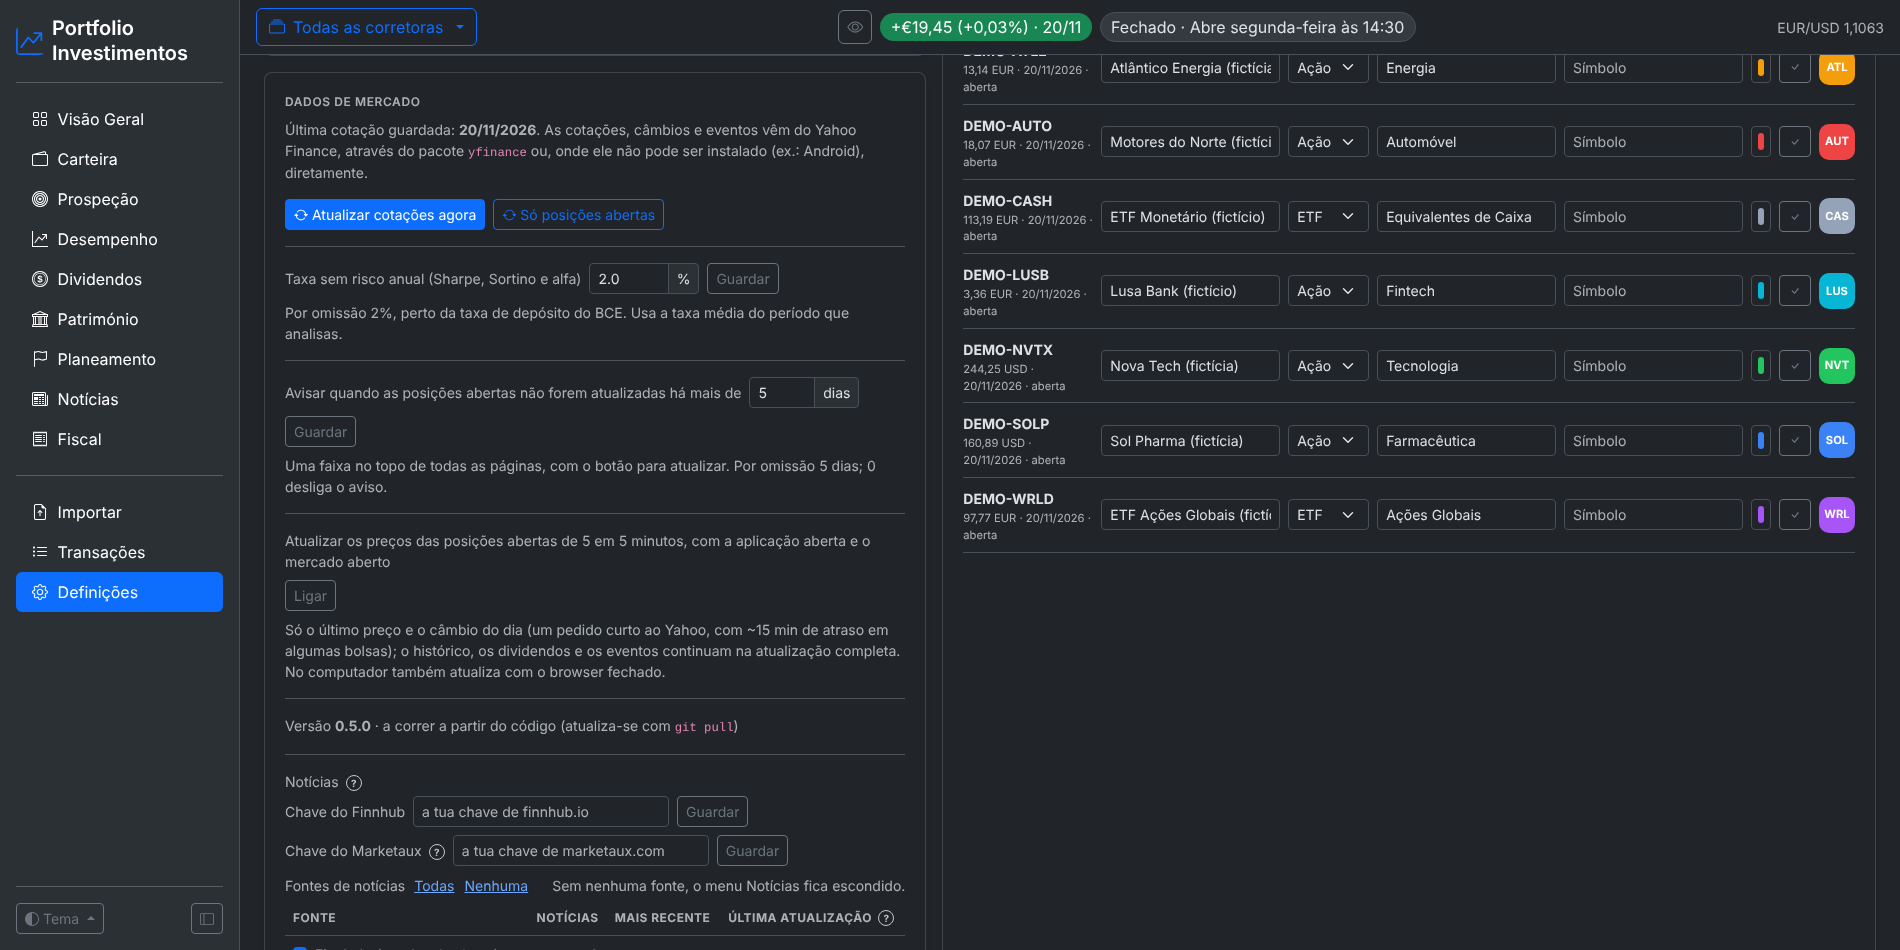 Portfolio
Investimentos
Visão Geral
Carteira
Prospeção
Desempenho
Dividendos
Património
Planeamento
Notícias
Fiscal
Importar
Transações
Definições
Tema
Todas as corretoras
+€19,45 (+0,03%) · 20/11
Fechado · Abre segunda-feira às 14:30
EUR/USD 1,1063
DADOS DE MERCADO
Última cotação guardada: 20/11/2026. As cotações, câmbios e eventos vêm do Yahoo
Finance, através do pacote yfinance ou, onde ele não pode ser instalado (ex.: Android),
diretamente.
Atualizar cotações agora
Só posições abertas
Taxa sem risco anual (Sharpe, Sortino e alfa) 2.0 % Guardar
Por omissão 2%, perto da taxa de depósito do BCE. Usa a taxa média do período que
analisas.
Avisar quando as posições abertas não forem atualizadas há mais de 5 dias
Guardar
Uma faixa no topo de todas as páginas, com o botão para atualizar. Por omissão 5 dias; 0
desliga o aviso.
Atualizar os preços das posições abertas de 5 em 5 minutos, com a aplicação aberta e o
mercado aberto
Ligar
Só o último preço e o câmbio do dia (um pedido curto ao Yahoo, com ~15 min de atraso em
algumas bolsas); o histórico, os dividendos e os eventos continuam na atualização completa.
No computador também atualiza com o browser fechado.
Versão 0.5.0 · a correr a partir do código (atualiza-se com git pull)
Notícias ?
Chave do Finnhub a tua chave de finnhub.io Guardar
Chave do Marketaux ? a tua chave de marketaux.com Guardar
Fontes de notícias Todas Nenhuma Sem nenhuma fonte, o menu Notícias fica escondido.
FONTE NOTÍCIAS MAIS RECENTE ÚLTIMA ATUALIZAÇÃO ?
13,14 EUR · 20/11/2026 ·
aberta
Atlântico Energia (fictícia Ação Energia Símbolo ATL
DEMO-AUTO
18,07 EUR · 20/11/2026 ·
aberta
Motores do Norte (fictíci Ação Automóvel Símbolo AUT
DEMO-CASH
113,19 EUR · 20/11/2026 ·
aberta
ETF Monetário (fictício) ETF Equivalentes de Caixa Símbolo CAS
DEMO-LUSB
3,36 EUR · 20/11/2026 ·
aberta
Lusa Bank (fictício) Ação Fintech Símbolo LUS
DEMO-NVTX
244,25 USD ·
20/11/2026 · aberta
Nova Tech (fictícia) Ação Tecnologia Símbolo NVT
DEMO-SOLP
160,89 USD ·
20/11/2026 · aberta
Sol Pharma (fictícia) Ação Farmacêutica Símbolo SOL
DEMO-WRLD
97,77 EUR · 20/11/2026 ·
aberta
ETF Ações Globais (fictíc ETF Ações Globais Símbolo WRL